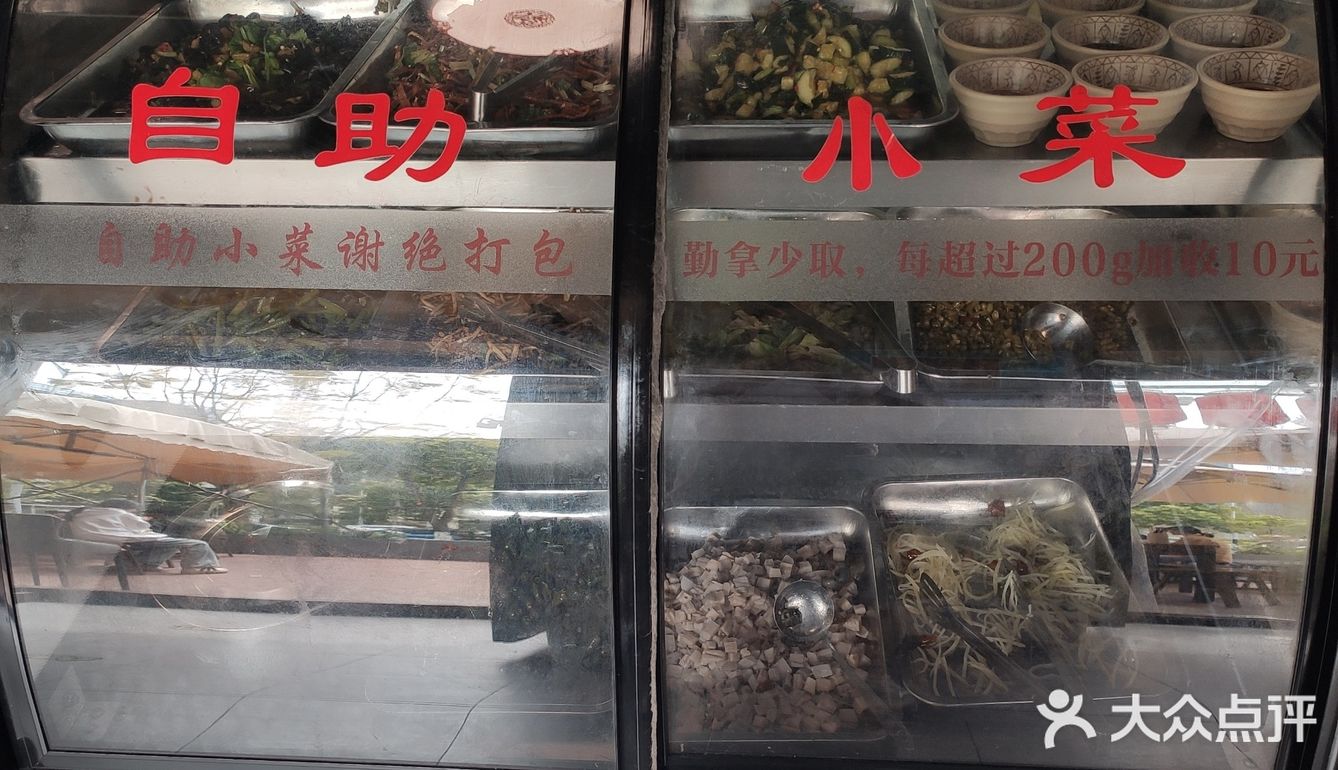 自助 小菜
自助小菜谢绝打包
勤拿少取，每超过200g加收10元
大众点评